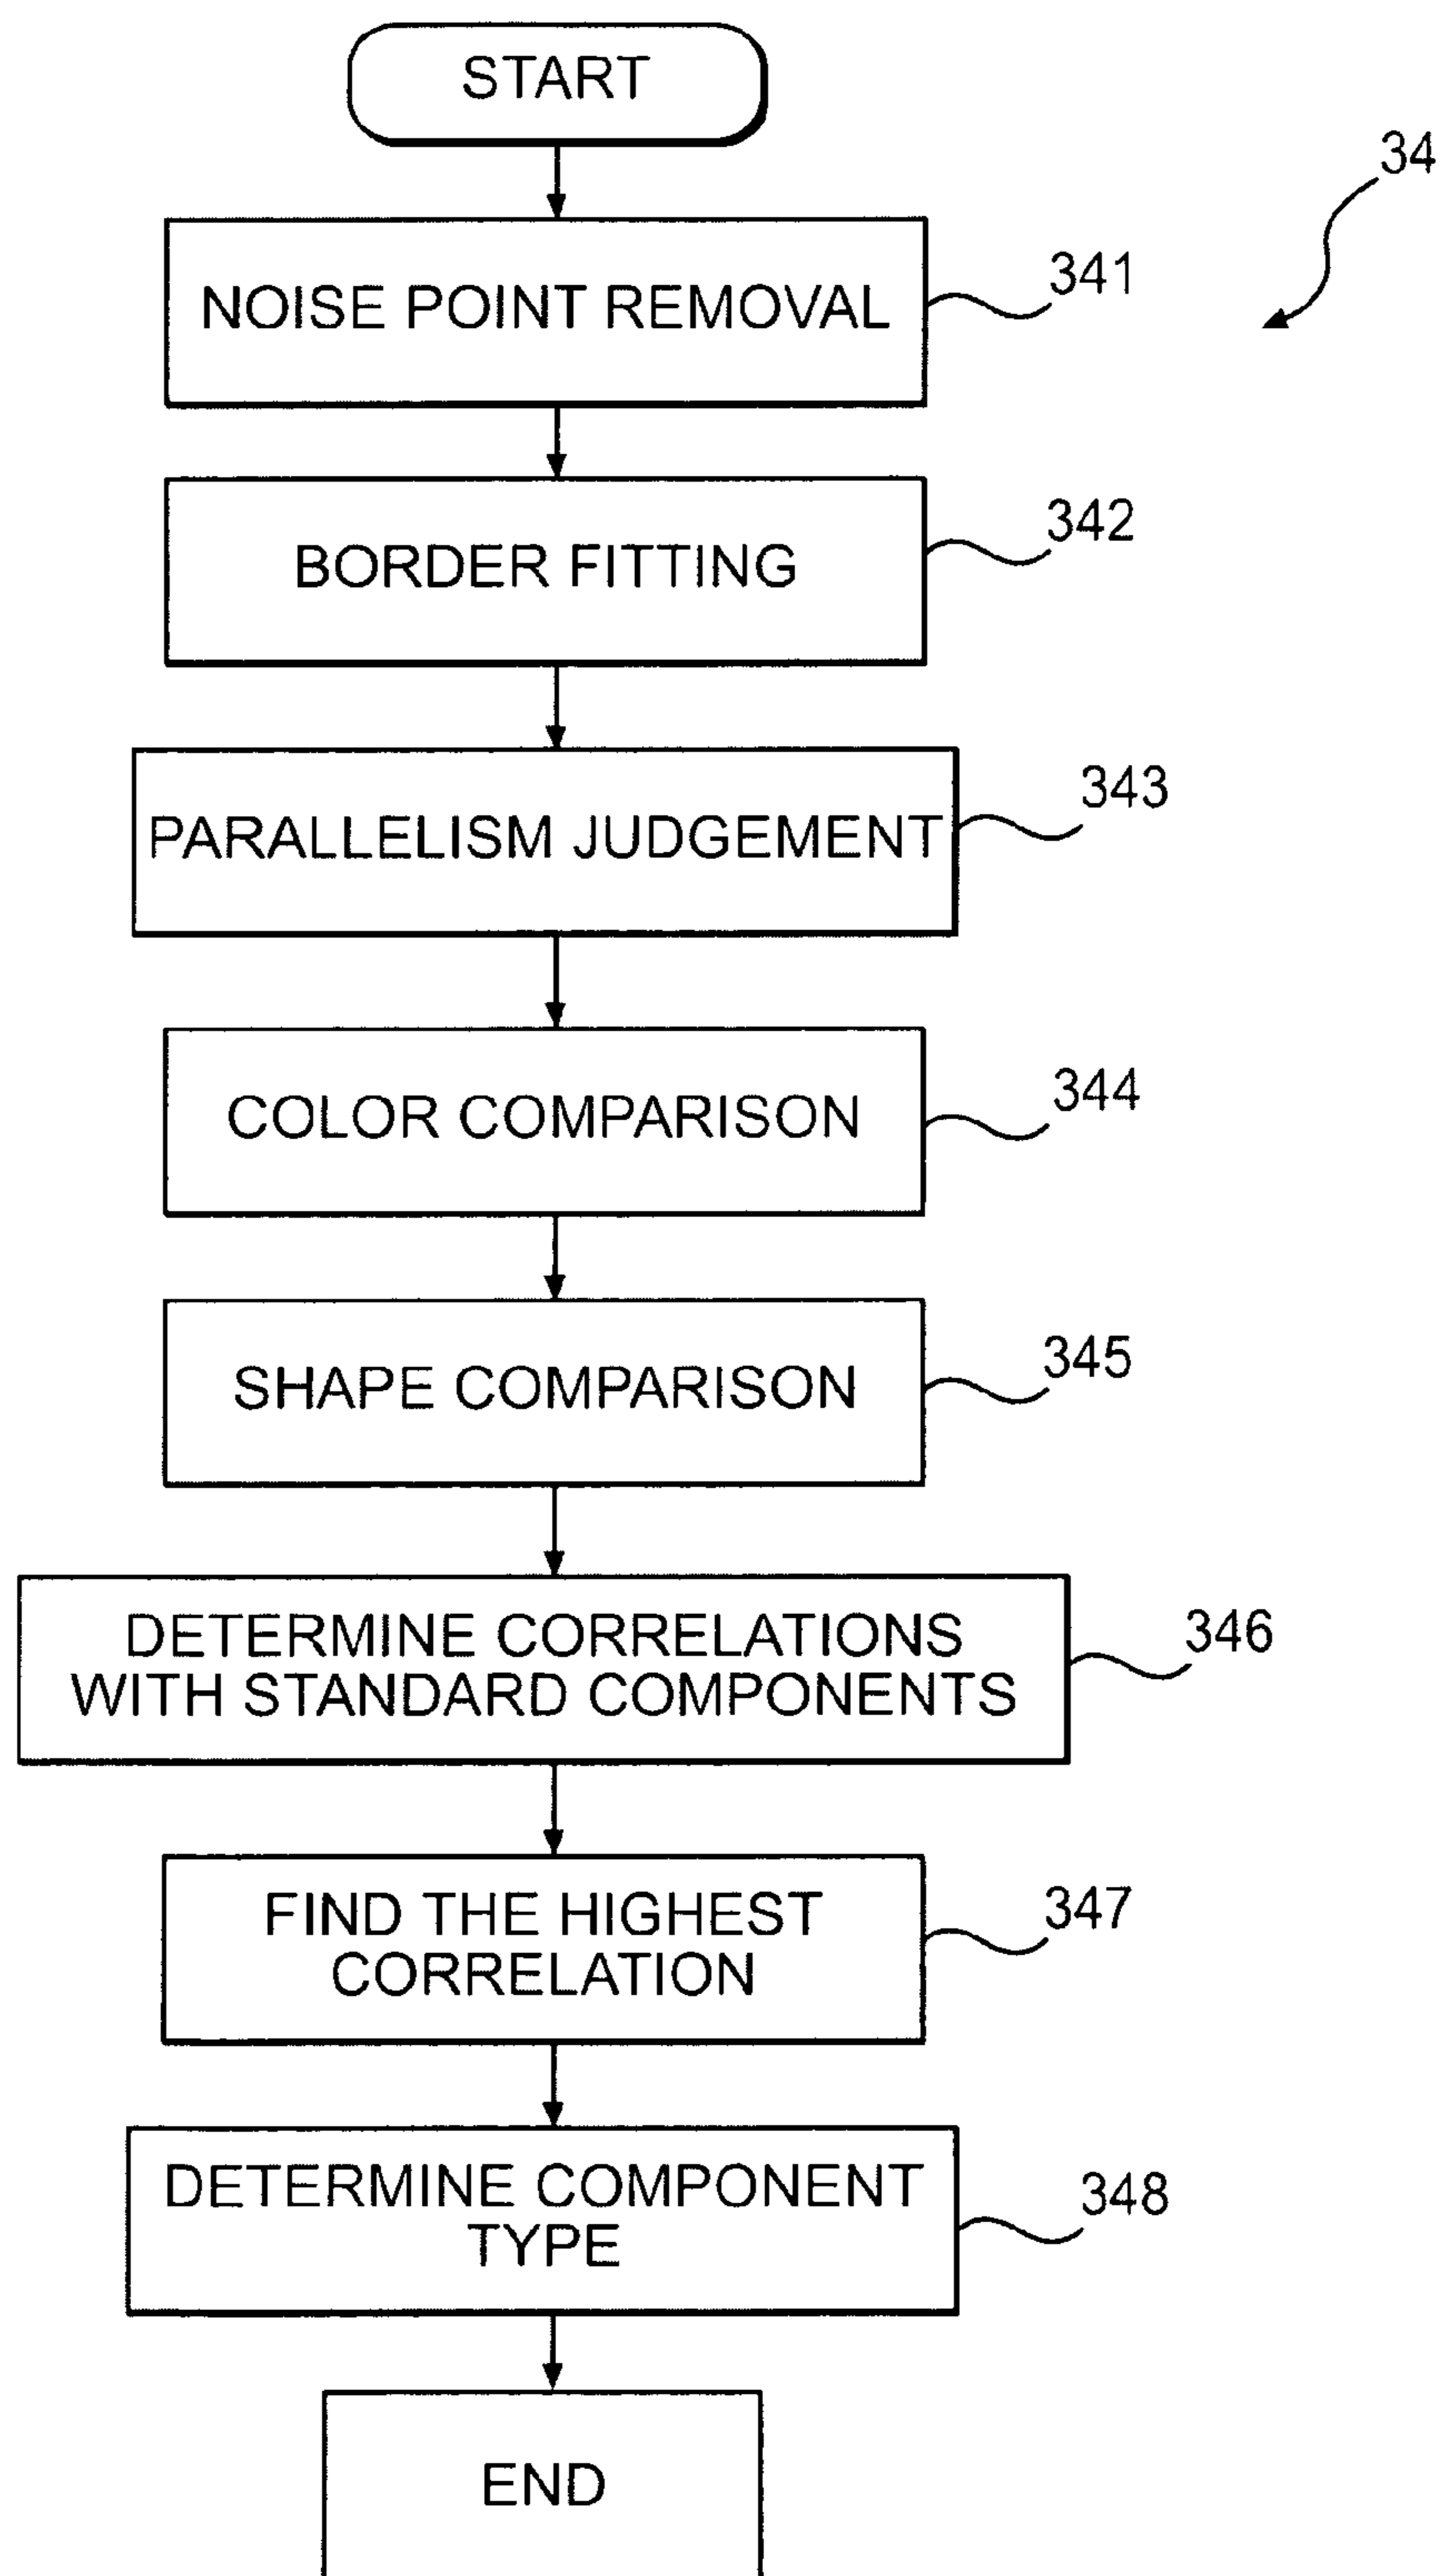 START
34
NOISE POINT REMOVAL
341
BORDER FITTING
342
PARALLELISM JUDGEMENT
343
COLOR COMPARISON
344
SHAPE COMPARISON
345
DETERMINE CORRELATIONS
WITH STANDARD COMPONENTS
346
FIND THE HIGHEST
CORRELATION
347
DETERMINE COMPONENT
TYPE
348
END